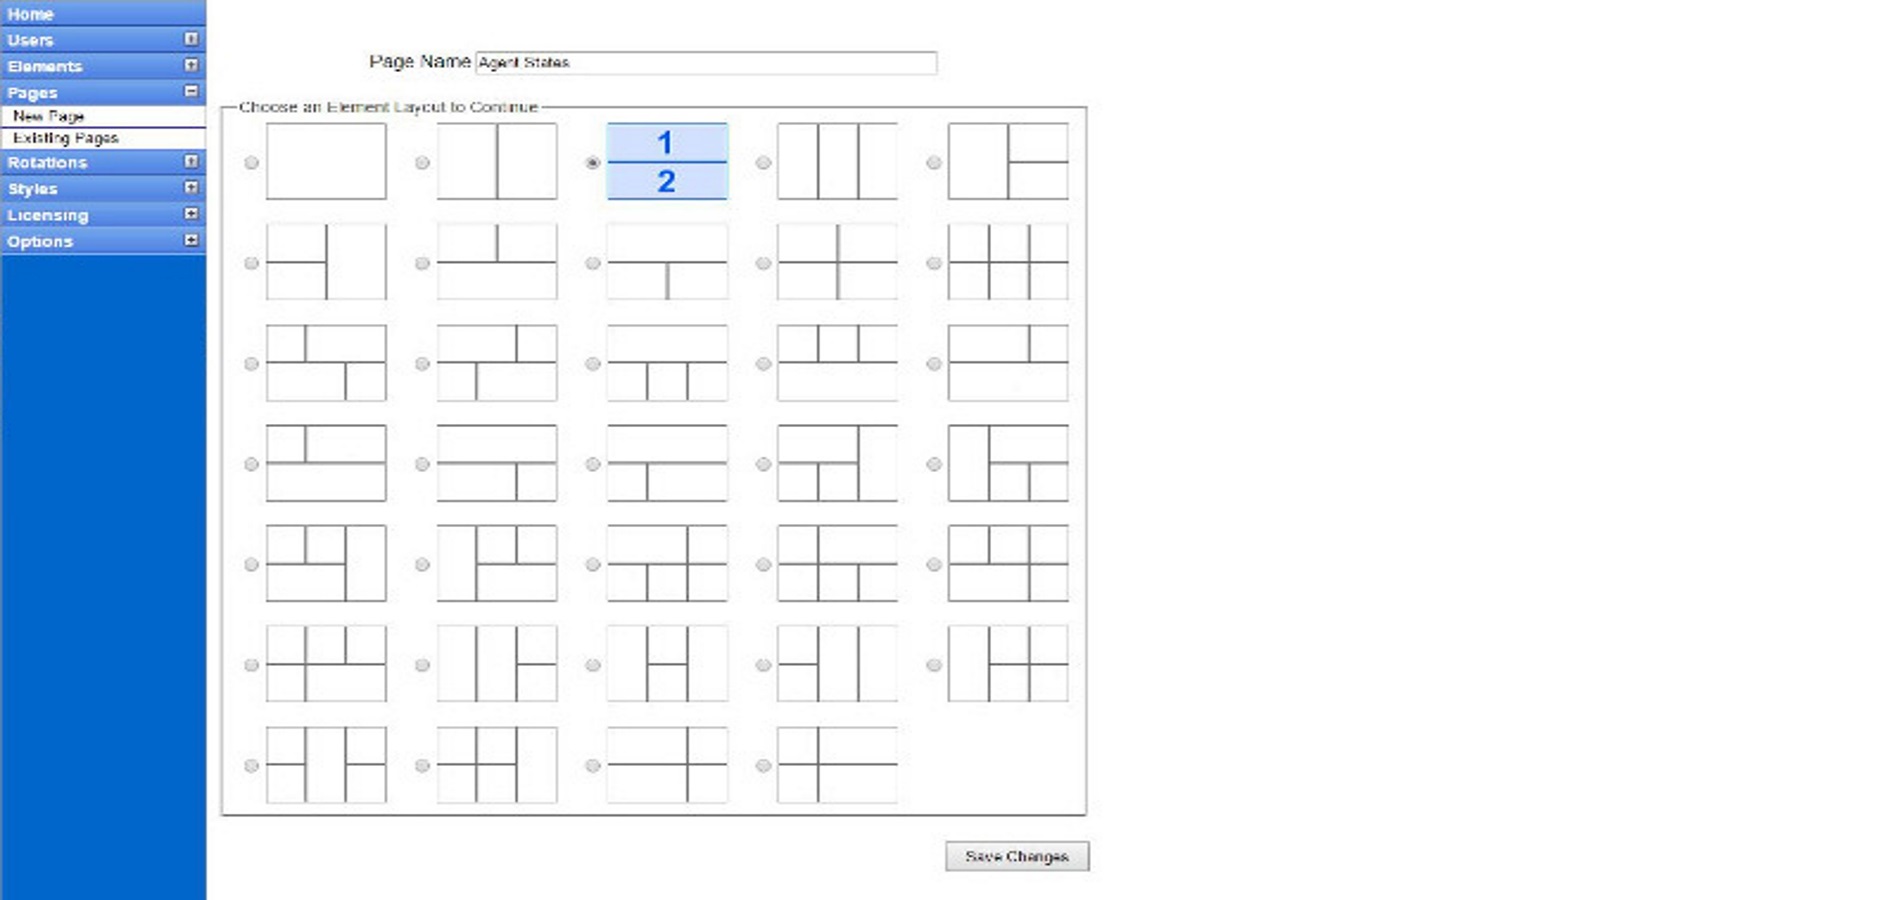 Home
Users
Elements
Pages
New Page
Existing Pages
Rotations
Styles
Licensing
Options
Page Name Agent States
Choose an Element Layout to Continue
1
2
Save Changes